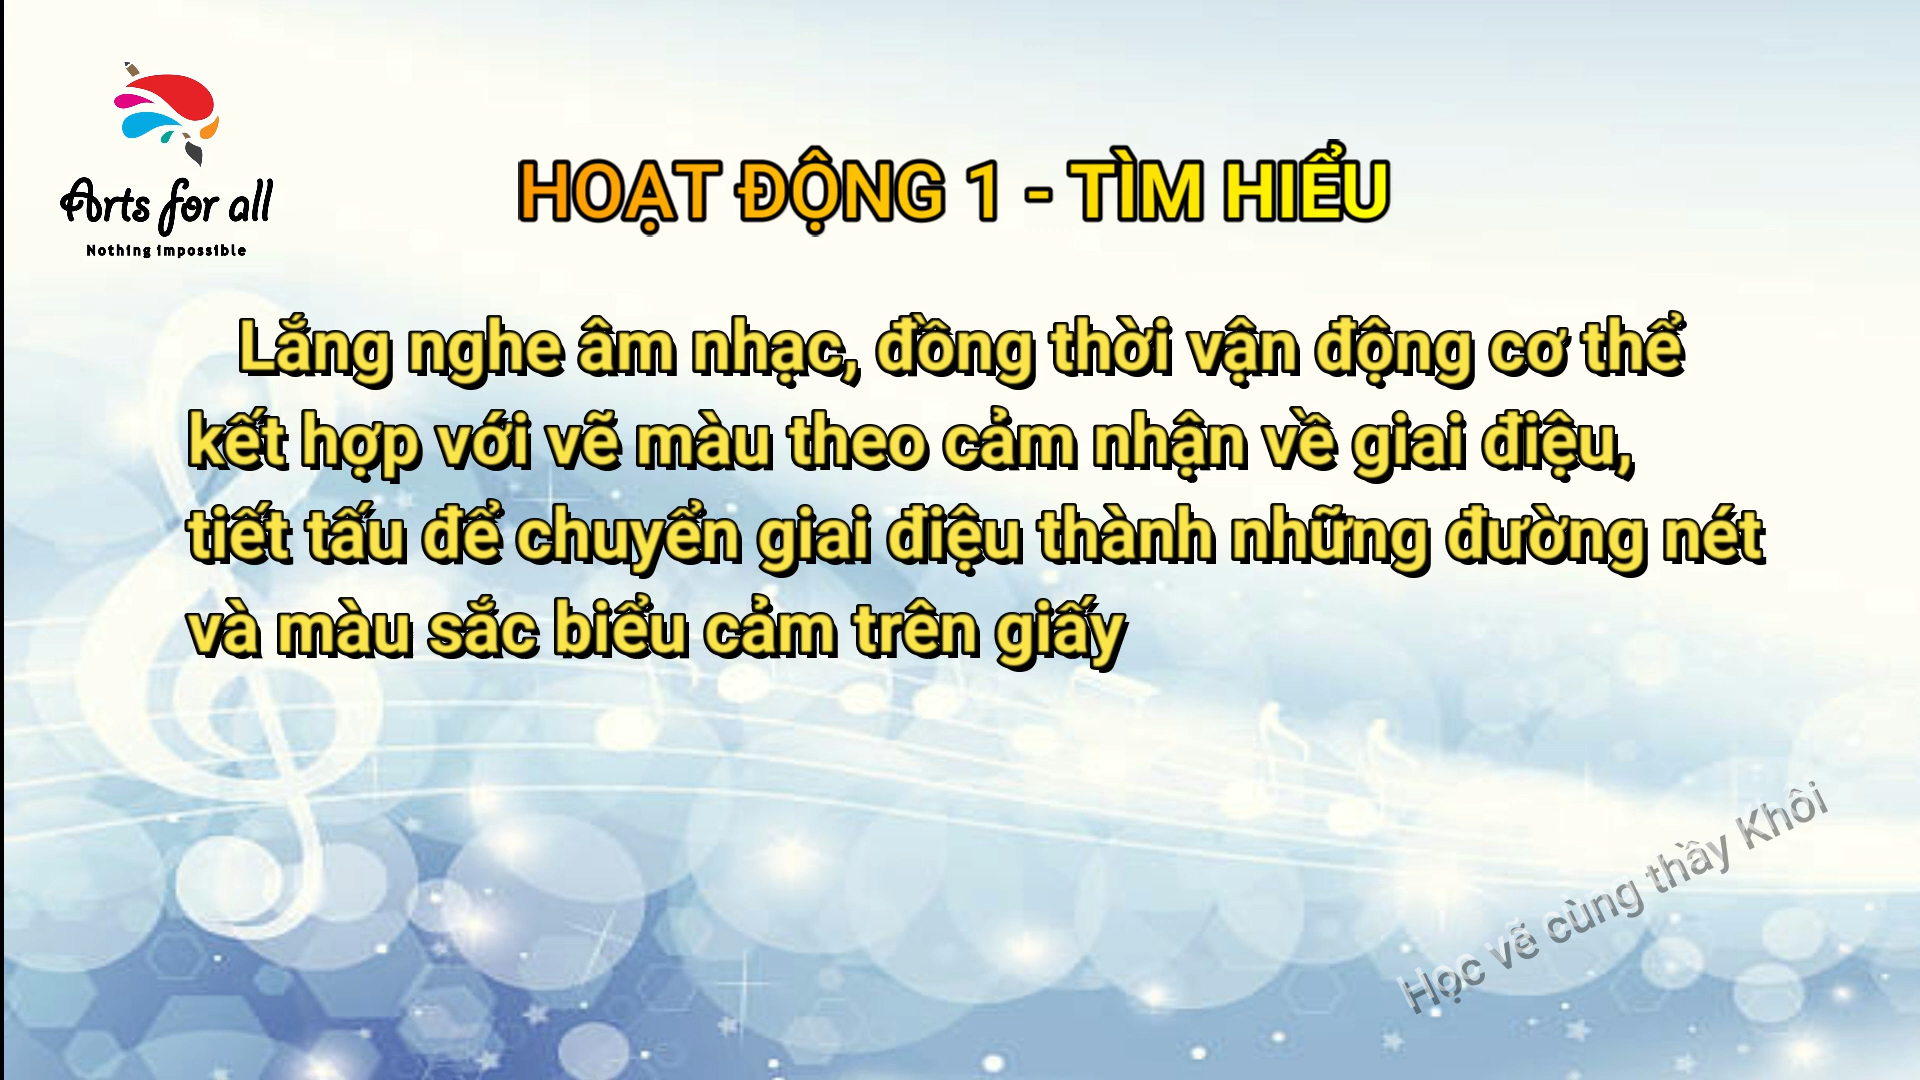 Arts for all
Nothing impossible
HOẠT ĐỘNG 1 - TÌM HIỂU
Lắng nghe âm nhạc, đồng thời vận động cơ thể
kết hợp với vẽ màu theo cảm nhận về giai điệu,
tiết tấu để chuyển giai điệu thành những đường nét
và màu sắc biểu cảm trên giấy
Học vẽ cùng thầy Khôi